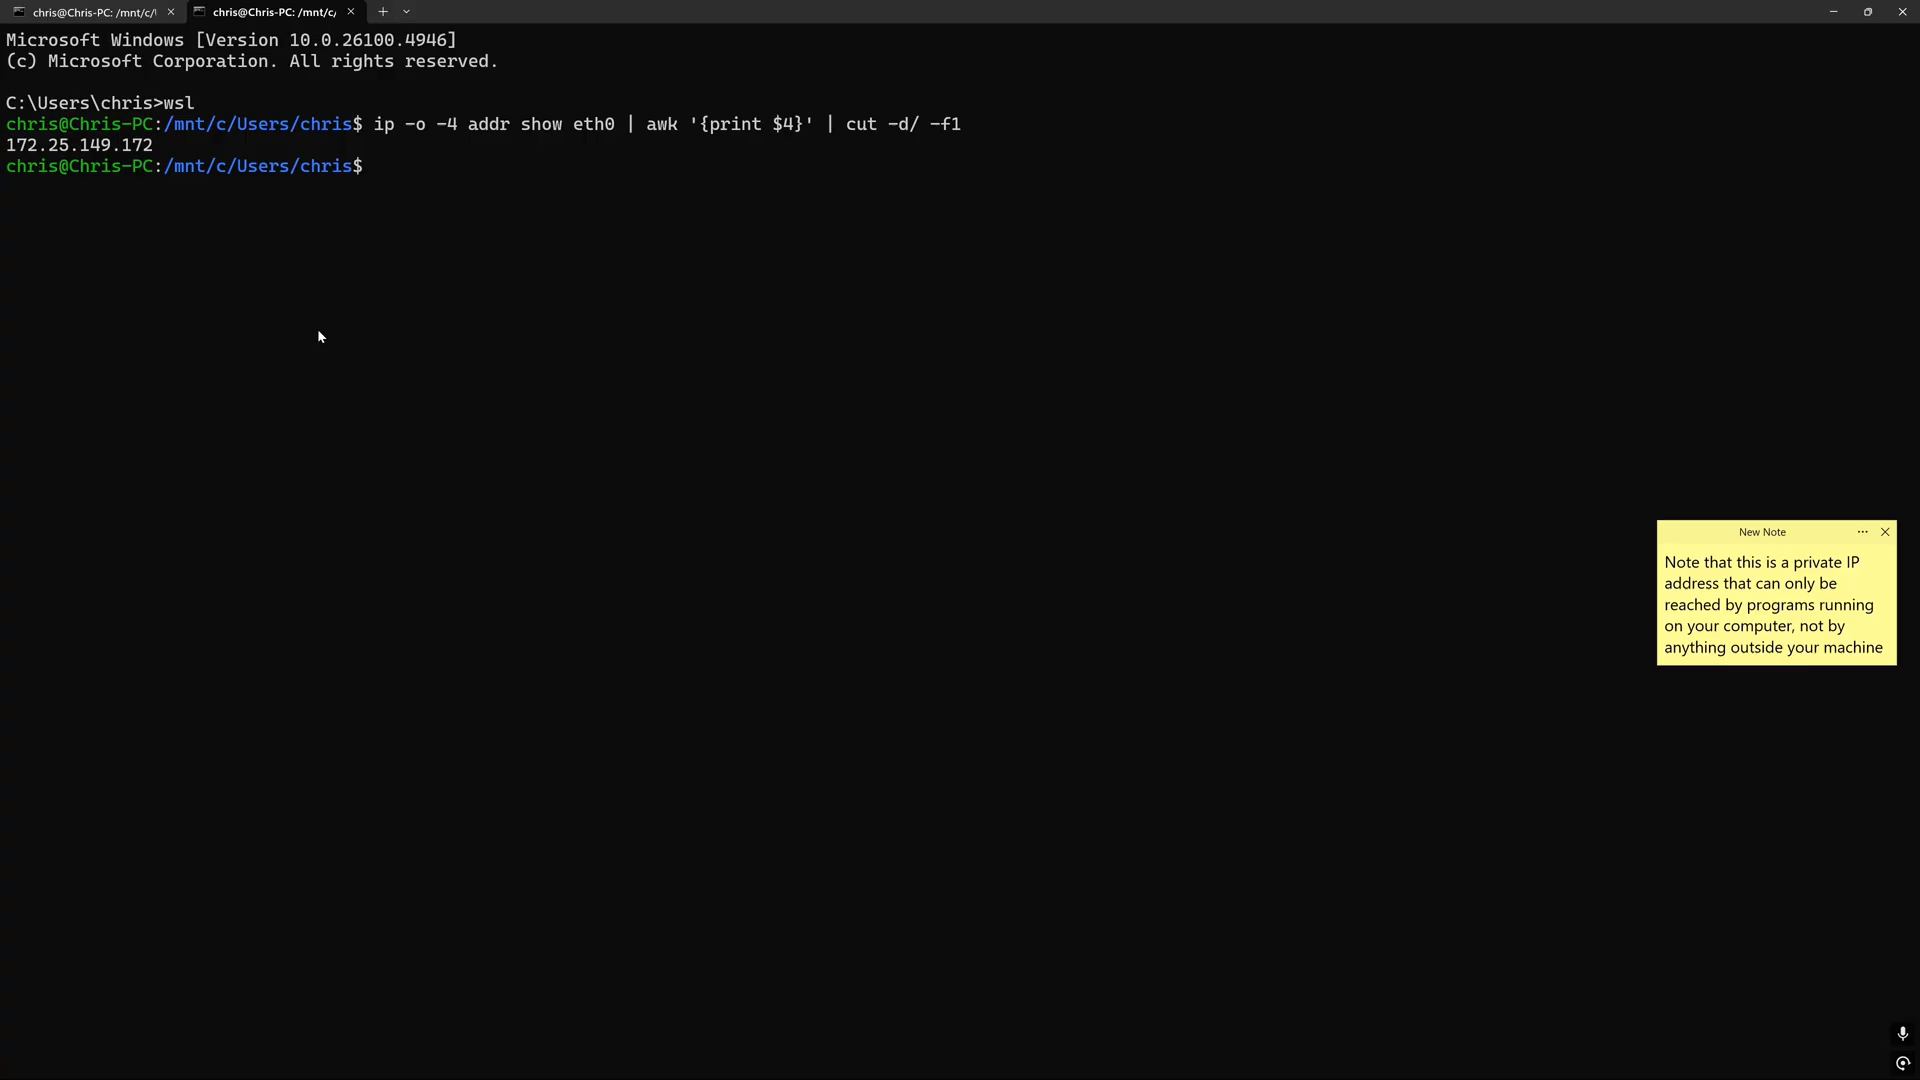 chris@Chris-PC: /mnt/c/
chris@Chris-PC: /mnt/c/
Microsoft Windows [Version 10.0.26100.4946]
(c) Microsoft Corporation. All rights reserved.
C:\Users\chris>wsl
chris@Chris-PC:/mnt/c/Users/chris$ ip -o -4 addr show eth0 | awk '{print $4}' | cut -d/ -f1
172.25.149.172
chris@Chris-PC:/mnt/c/Users/chris$
New Note
Note that this is a private IP
address that can only be
reached by programs running
on your computer, not by
anything outside your machine